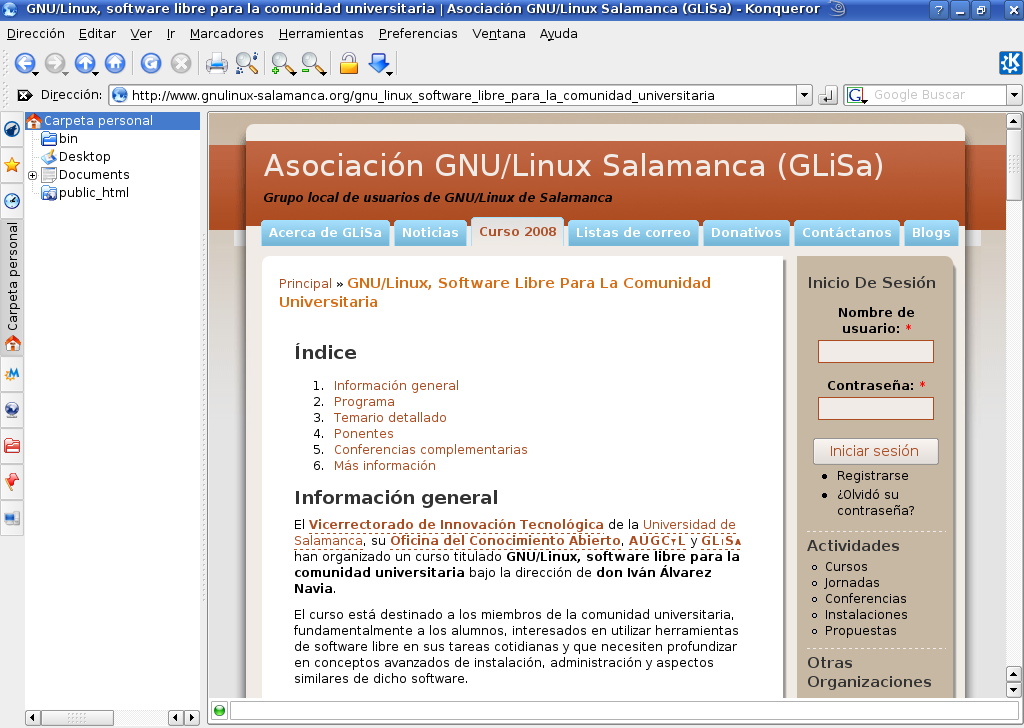 GNU/Linux, software libre para la comunidad universitaria | Asociación GNU/Linux Salamanca (GLiSa) - Konqueror
Dirección Editar Ver Ir Marcadores Herramientas Preferencias Ventana Ayuda
Dirección: http://www.gnulinux-salamanca.org/gnu_linux_software_libre_para_la_comunidad_universitaria
Google Buscar
Carpeta personal
Carpeta personal
bin
Desktop
Documents
public_html
Asociación GNU/Linux Salamanca (GLiSa)
Grupo local de usuarios de GNU/Linux de Salamanca
Acerca de GLiSa Noticias Curso 2008 Listas de correo Donativos Contáctanos Blogs
Principal » GNU/Linux, Software Libre Para La Comunidad
Universitaria
Índice
1. Información general
2. Programa
3. Temario detallado
4. Ponentes
5. Conferencias complementarias
6. Más información
Información general
El Vicerrectorado de Innovación Tecnológica de la Universidad de
Salamanca, su Oficina del Conocimiento Abierto, AUGCYL y GLISA
han organizado un curso titulado GNU/Linux, software libre para la
comunidad universitaria bajo la dirección de don Iván Álvarez
Navia.
El curso está destinado a los miembros de la comunidad universitaria,
fundamentalmente a los alumnos, interesados en utilizar herramientas
de software libre en sus tareas cotidianas y que necesiten profundizar
en conceptos avanzados de instalación, administración y aspectos
similares de dicho software.
Inicio De Sesión
Nombre de
usuario: *
Contraseña: *
Iniciar sesión
Registrarse
¿Olvidó su
contraseña?
Actividades
Cursos
Jornadas
Conferencias
Instalaciones
Propuestas
Otras
Organizaciones